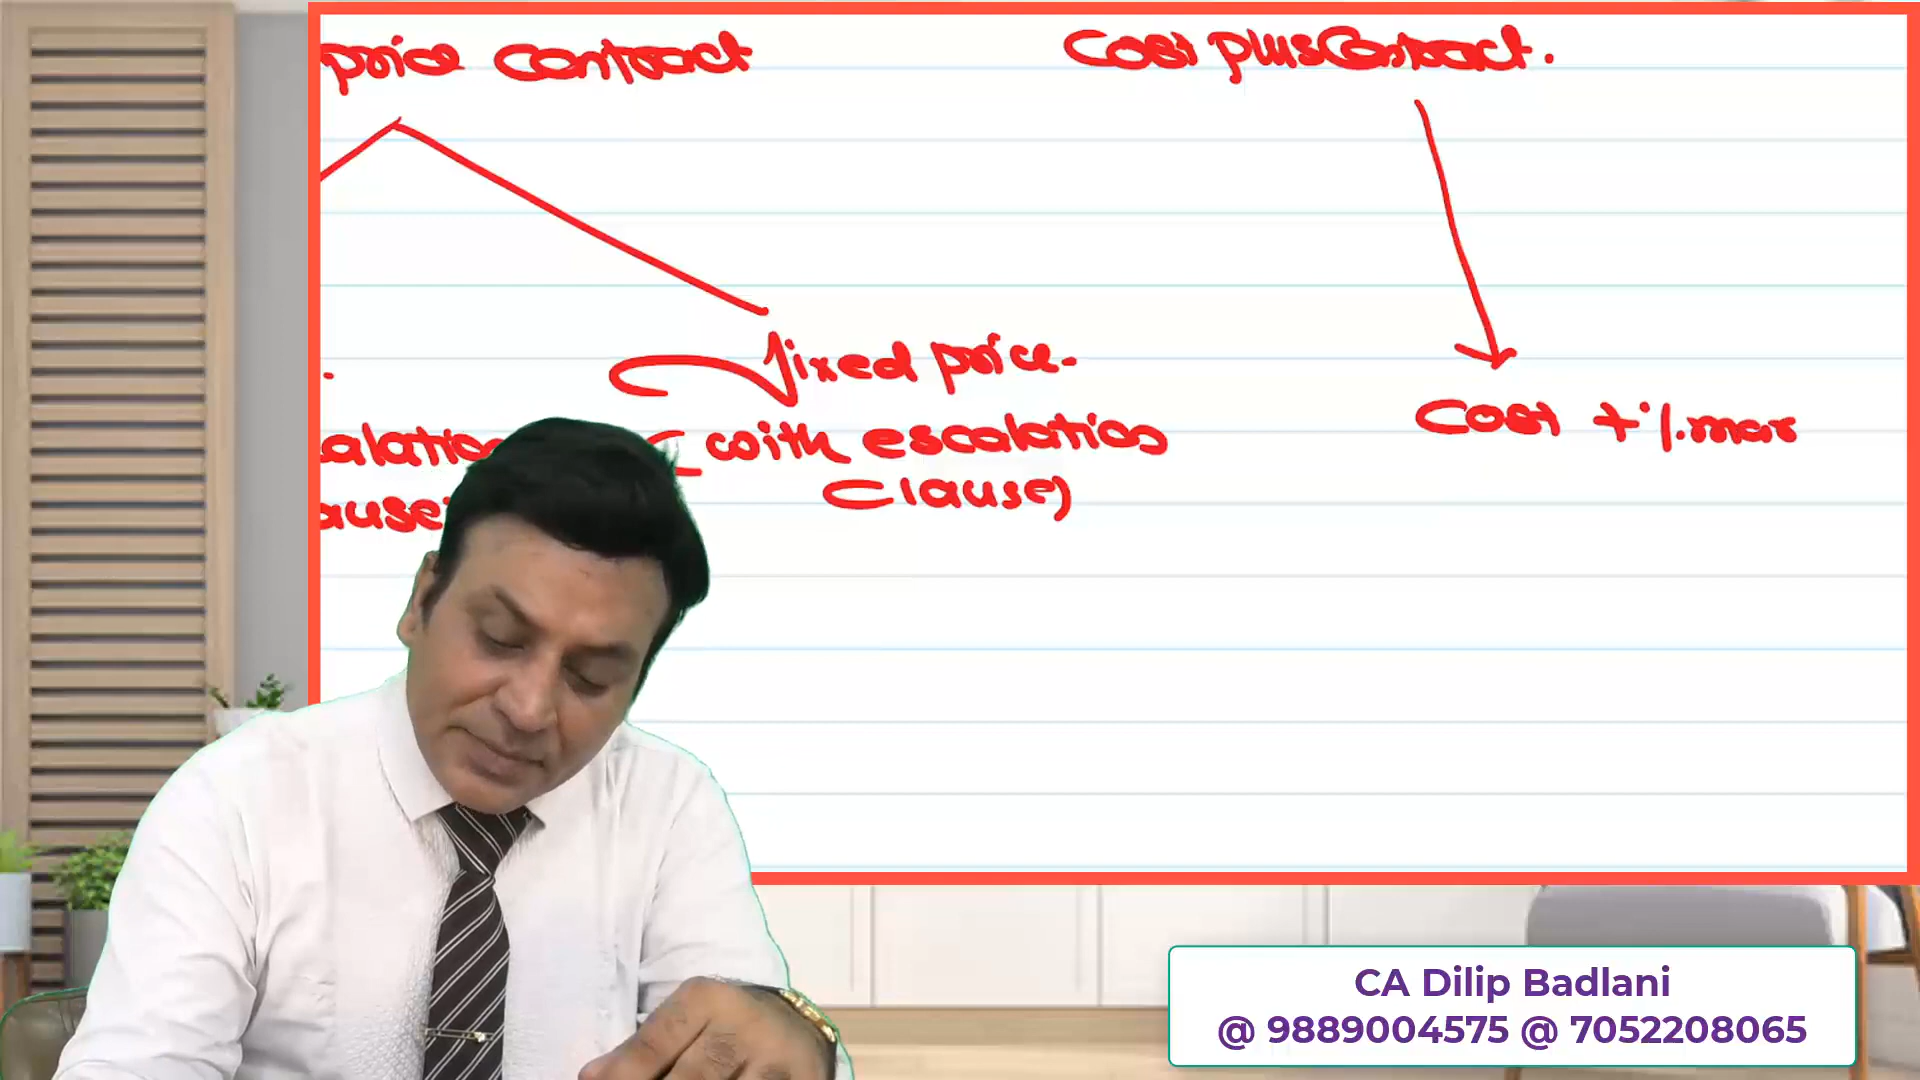 price contract
Cost plus Contract.
fixed price.
Cost + %. mar
alation
(with escalation
ause
clause)
CA Dilip Badlani
@ 9889004575 @ 7052208065